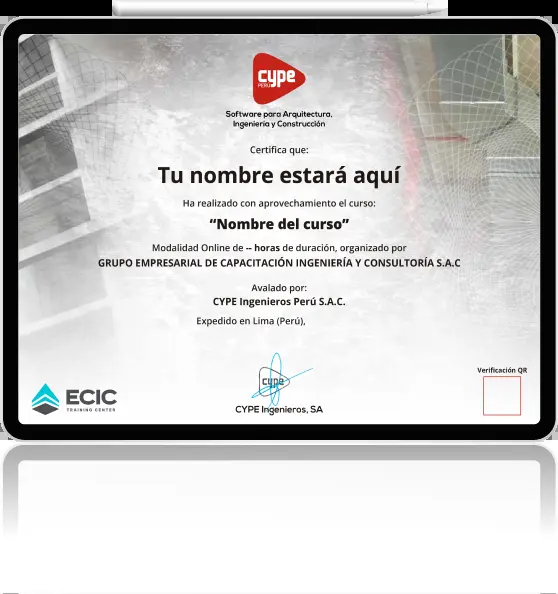 cype
PERÚ
Software para Arquitectura,
Ingeniería y Construcción
Certifica que:
Tu nombre estará aquí
Ha realizado con aprovechamiento el curso:
“Nombre del curso”
Modalidad Online de -- horas de duración, organizado por
GRUPO EMPRESARIAL DE CAPACITACIÓN INGENIERÍA Y CONSULTORÍA S.A.C
Avalado por:
CYPE Ingenieros Perú S.A.C.
Expedido en Lima (Perú),
cype
CYPE Ingenieros, SA
Verificación QR
ECIC
TRAINING CENTER